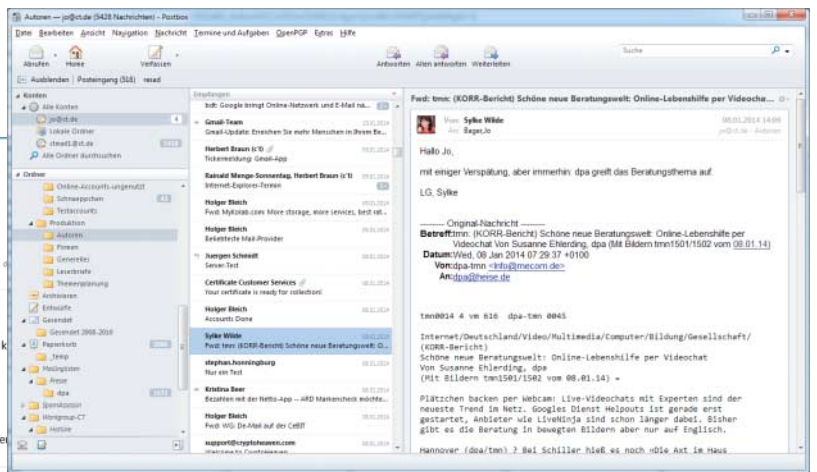 Autoren — jo@ct.de (5428 Nachrichten) - Postbox
Datei Bearbeiten Ansicht Navigation Nachricht Termine und Aufgaben OpenPGP Extras Hilfe
Abrufen Home Verfassen Antworten Allen antworten Weiterleiten
Suche
Ausblenden Posteingang (518) resed
Konten
Alle Konten
jo@ct.de 4
Lokale Ordner
ctmail1@ct.de
Alle Ordner durchsuchen
Ordner
Online-Accounts-ungenutzt
Schnaeppchen
Testaccounts
Produktion
Autoren
Firmen
Generelles
Leserbriefe
Themenplanung
Archivieren
Entwürfe
Gesendet
Gesendet 2008-2010
Papierkorb
_temp
Mailinglisten
Presse
dpa
Workgroup-CT
Hotline
Empfangen
bdt: Google bringt Online-Netzwerk und E-Mail na...
Gmail-Team
Gmail-Update: Erreichen Sie mehr Menschen in Ihrem Be...
Herbert Braun (c't)
Tickermeldung: Gmail-App
Rainald Menge-Sonnentag, Herbert Braun (c't)
Internet-Explorer-Termin
Holger Bleich
Fwd: MyKolab.com: More storage, more services, best rat...
Holger Bleich
Beliebteste Mail-Provider
Juergen Schmidt
Server-Test
Certificate Customer Services
Your certificate is ready for collection!
Holger Bleich
Accounts Done
Sylke Wilde
Fwd: tmn: (KORR-Bericht) Schöne neue Beratungswelt: O...
stephan.honningburg
Nur ein Test
Kristina Beer
Bezahlen mit der Netto-App — ARD Markencheck möchte...
Holger Bleich
Fwd: WG: De-Mail auf der CeBIT
support@cryptoheaven.com
Welcome to CryptoHeaven
Fwd: tmn: (KORR-Bericht) Schöne neue Beratungswelt: Online-Lebenshilfe per Videocha...
Von: Sylke Wilde 08.01.2014 14:09
An: Bager,Jo jo@ct.de - Autoren
Hallo Jo,
mit einiger Verspätung, aber immerhin: dpa greift das Beratungsthema auf.
LG, Sylke
-------- Original-Nachricht --------
Betreff:tmn: (KORR-Bericht) Schöne neue Beratungswelt: Online-Lebenshilfe per
Videochat Von Susanne Ehlerding, dpa (Mit Bildern tmn1501/1502 vom 08.01.14)
Datum:Wed, 08 Jan 2014 07:29:37 +0100
Von:dpa-tmn <Info@mecom.de>
An:dpa@heise.de
tmn0014 4 vm 616 dpa-tmn 0045
Internet/Deutschland/Video/Multimedia/Computer/Bildung/Gesellschaft/
(KORR-Bericht)
Schöne neue Beratungswelt: Online-Lebenshilfe per Videochat
Von Susanne Ehlerding, dpa
(Mit Bildern tmn1501/1502 vom 08.01.14) =
Plätzchen backen per Webcam: Live-Videochats mit Experten sind der
neueste Trend im Netz. Googles Dienst Helpouts ist gerade erst
gestartet, Anbieter wie LiveNinja sind schon länger dabei. Bisher
gibt es die Beratung in bewegten Bildern aber nur auf Englisch.
Hannover (dpa/tmn) ? Bei Schiller hieß es noch «Die Axt im Haus